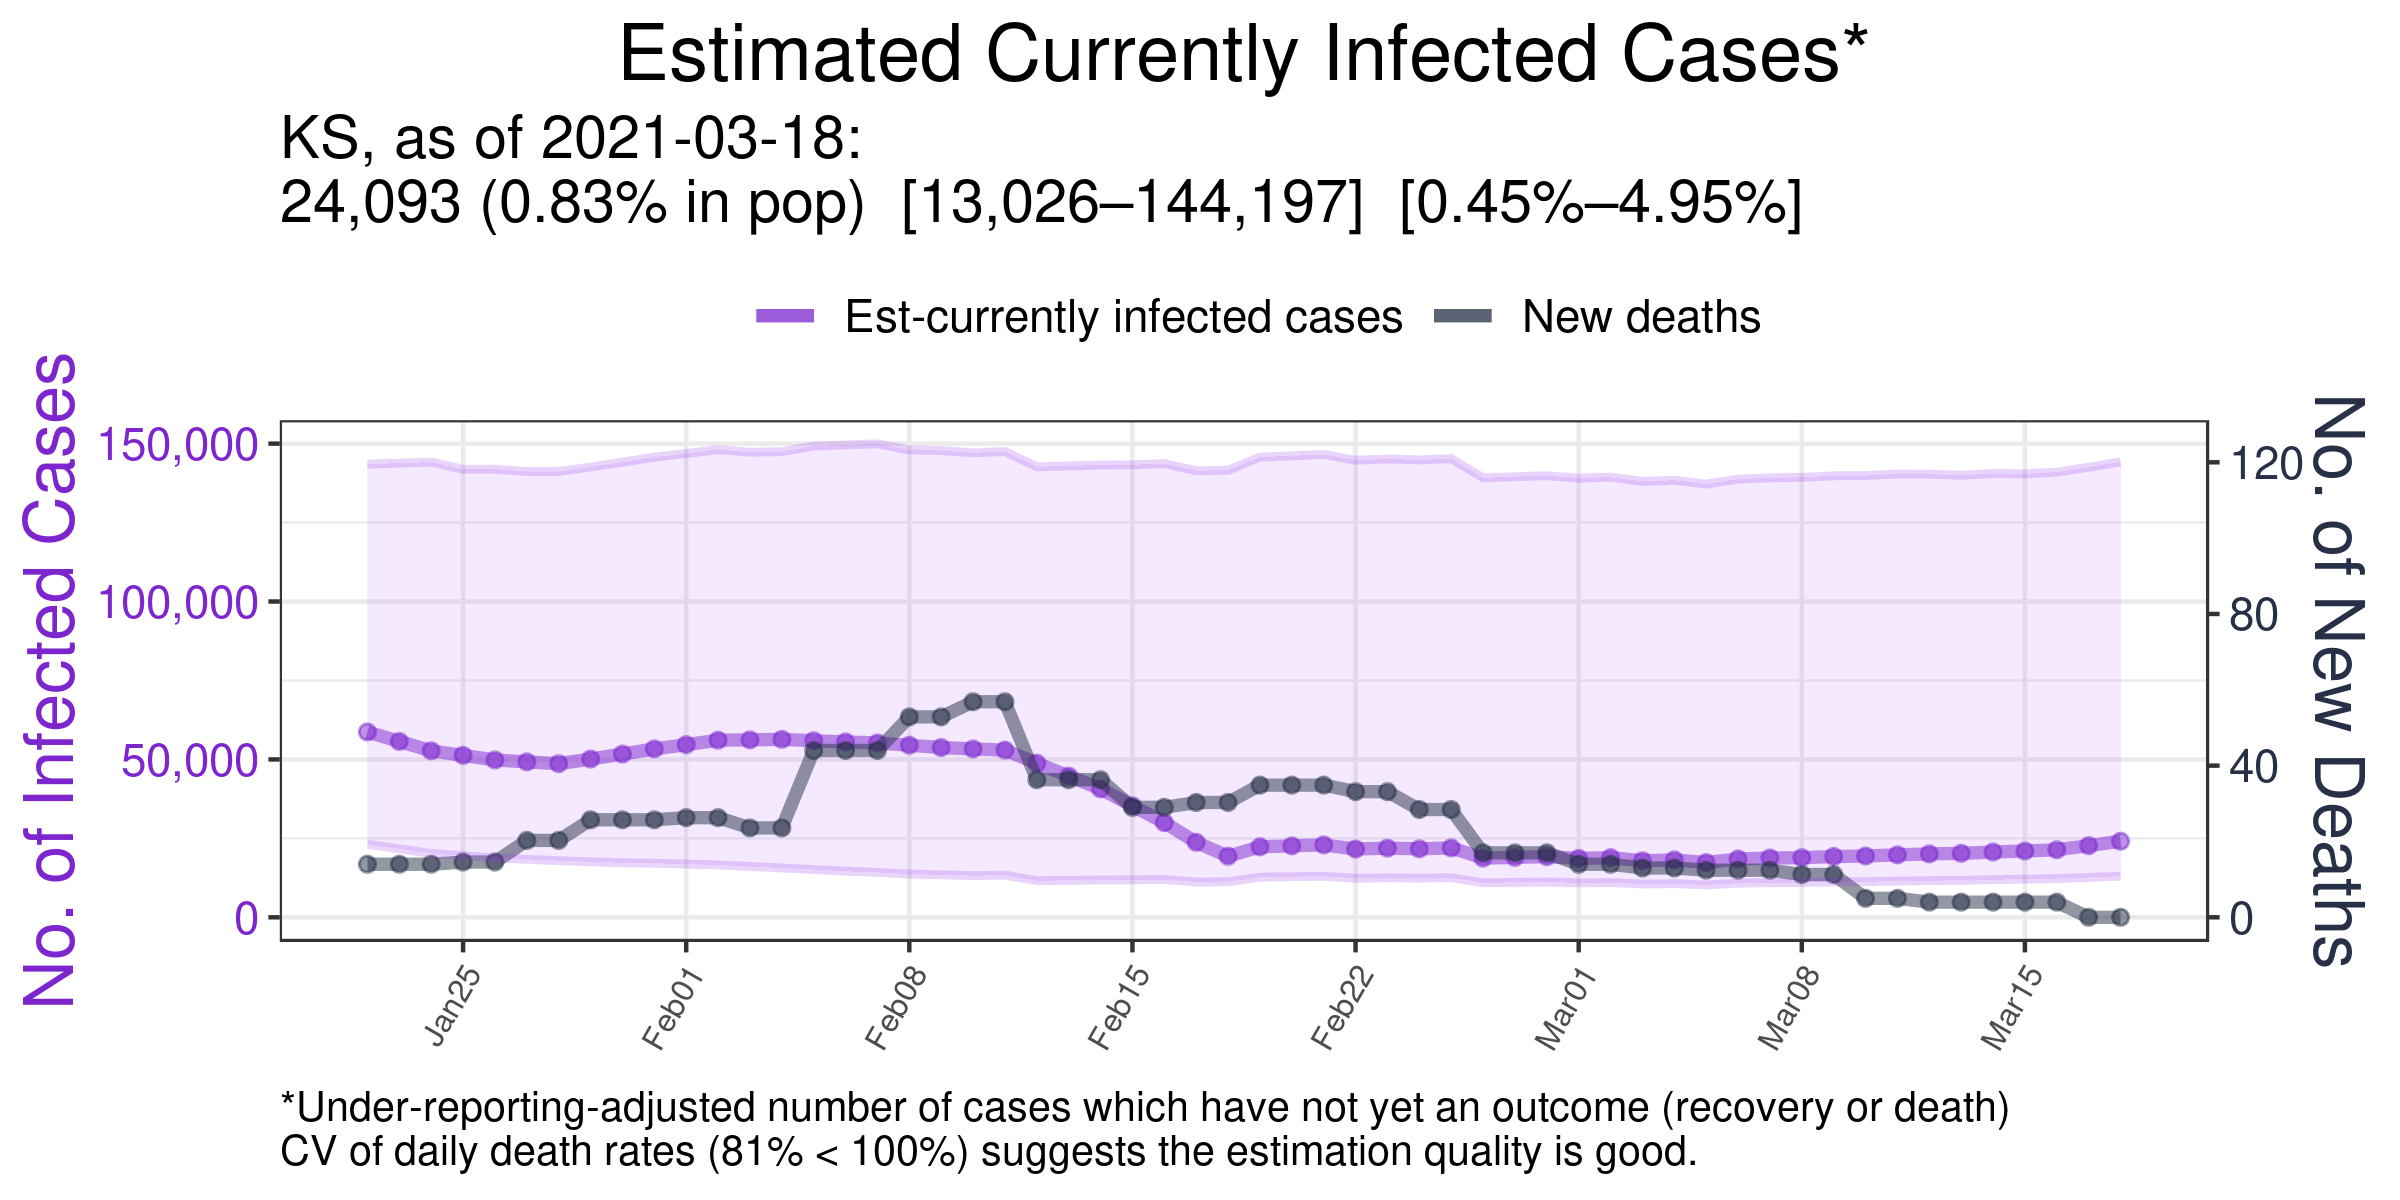 Estimated Currently Infected Cases*
KS, as of 2021-03-18:
24,093 (0.83% in pop)  [13,026–144,197]  [0.45%–4.95%]
Est-currently infected cases
New deaths
No. of Infected Cases
150,000
100,000
50,000
0
120
80
40
0
No. of New Deaths
Jan25
Feb01
Feb08
Feb15
Feb22
Mar01
Mar08
Mar15
*Under-reporting-adjusted number of cases which have not yet an outcome (recovery or death)
CV of daily death rates (81% < 100%) suggests the estimation quality is good.